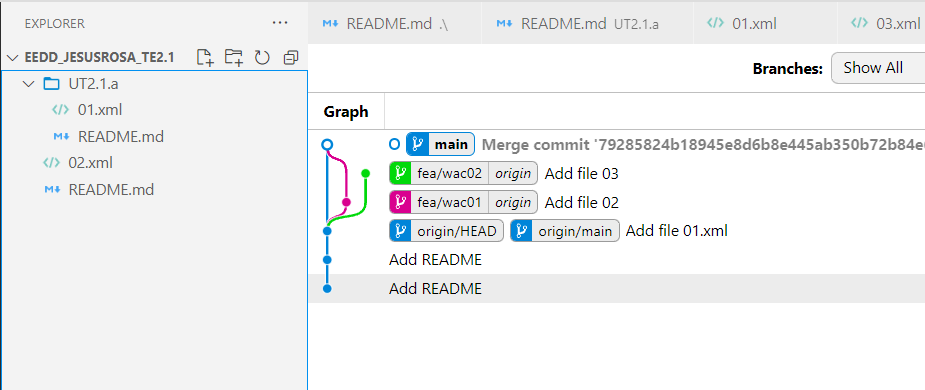 EXPLORER ...
README.md .\ README.md UT2.1.a 01.xml 03.xml
EEDD_JESUSROSA_TE2.1
UT2.1.a
01.xml
README.md
02.xml
README.md
Branches: Show All
Graph
main Merge commit '79285824b18945e8d6b8e445ab350b72b84e
fea/wac02 origin Add file 03
fea/wac01 origin Add file 02
origin/HEAD origin/main Add file 01.xml
Add README
Add README